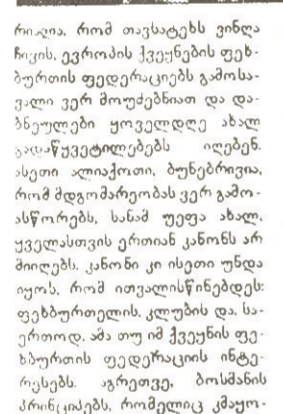 რთალია, რომ თავსატეხს ვინღა
ჩივის, ევროპის ქვეყნების ფეხ-
ბურთის ფედერაციებს გამოსა-
ვალი ვერ მოუძებნიათ და და-
ბნეულები ყოველდღე ახალ
გადაწყვეტილებებს იღებენ.
ასეთი ალიაქოთი, ბუნებრივია,
რომ მდგომარეობას ვერ გამო-
ასწორებს, სანამ უეფა ახალ,
ყველასთვის ერთიან კანონს არ
მიიღებს. კანონი კი ისეთი უნდა
იყოს, რომ ითვალისწინებდეს:
ფეხბურთელის, კლუბის და, სა-
ერთოდ, ამა თუ იმ ქვეყნის ფე-
ხბურთის ფედერაციის ინტე-
რესებს. აგრეთვე, ბოსმანის
პრინციპებს, რომელიც კმაყო-